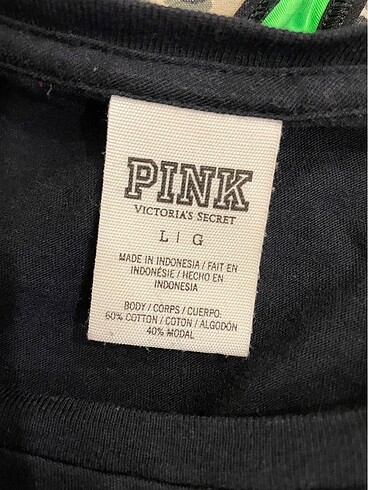 PINK
VICTORIA'S SECRET
L | G
MADE IN INDONESIA / FAIT EN
INDONÉSIE / HECHO EN
INDONESIA
BODY / CORPS / CUERPO:
60% COTTON / COTON / ALGODÓN
40% MODAL